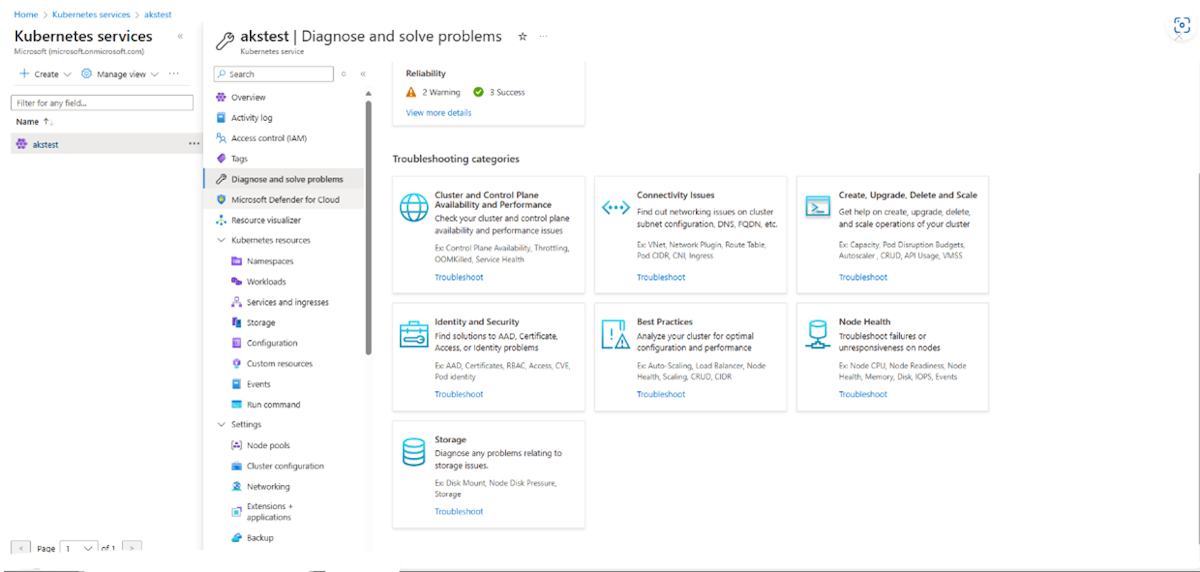 Home > Kubernetes services > akstest
Kubernetes services
Microsoft (microsoft.onmicrosoft.com)
Create
Manage view
Filter for any field...
Name
akstest
Page 1 of 1
akstest | Diagnose and solve problems
Kubernetes service
Search
Overview
Activity log
Access control (IAM)
Tags
Diagnose and solve problems
Microsoft Defender for Cloud
Resource visualizer
Kubernetes resources
Namespaces
Workloads
Services and ingresses
Storage
Configuration
Custom resources
Events
Run command
Settings
Node pools
Cluster configuration
Networking
Extensions +
applications
Backup
Reliability
2 Warning 3 Success
View more details
Troubleshooting categories
Cluster and Control Plane
Availability and Performance
Check your cluster and control plane
availability and performance issues
Ex: Control Plane Availability, Throttling,
OOMKilled, Service Health
Troubleshoot
Connectivity Issues
Find out networking issues on cluster
subnet configuration, DNS, FQDN, etc.
Ex: VNet, Network Plugin, Route Table,
Pod CIDR, CNI, Ingress
Troubleshoot
Create, Upgrade, Delete and Scale
Get help on create, upgrade, delete,
and scale operations of your cluster
Ex: Capacity, Pod Disruption Budgets,
Autoscaler , CRUD, API Usage, VMSS
Troubleshoot
Identity and Security
Find solutions to AAD, Certificate,
Access, or Identity problems
Ex: AAD, Certificates, RBAC, Access, CVE,
Pod identity
Troubleshoot
Best Practices
Analyze your cluster for optimal
configuration and performance
Ex: Auto-Scaling, Load Balancer, Node
Health, Scaling, CRUD, CIDR
Troubleshoot
Node Health
Troubleshoot failures or
unresponsiveness on nodes
Ex: Node CPU, Node Readiness, Node
Health, Memory, Disk, IOPS, Events
Troubleshoot
Storage
Diagnose any problems relating to
storage issues.
Ex: Disk Mount, Node Disk Pressure,
Storage
Troubleshoot